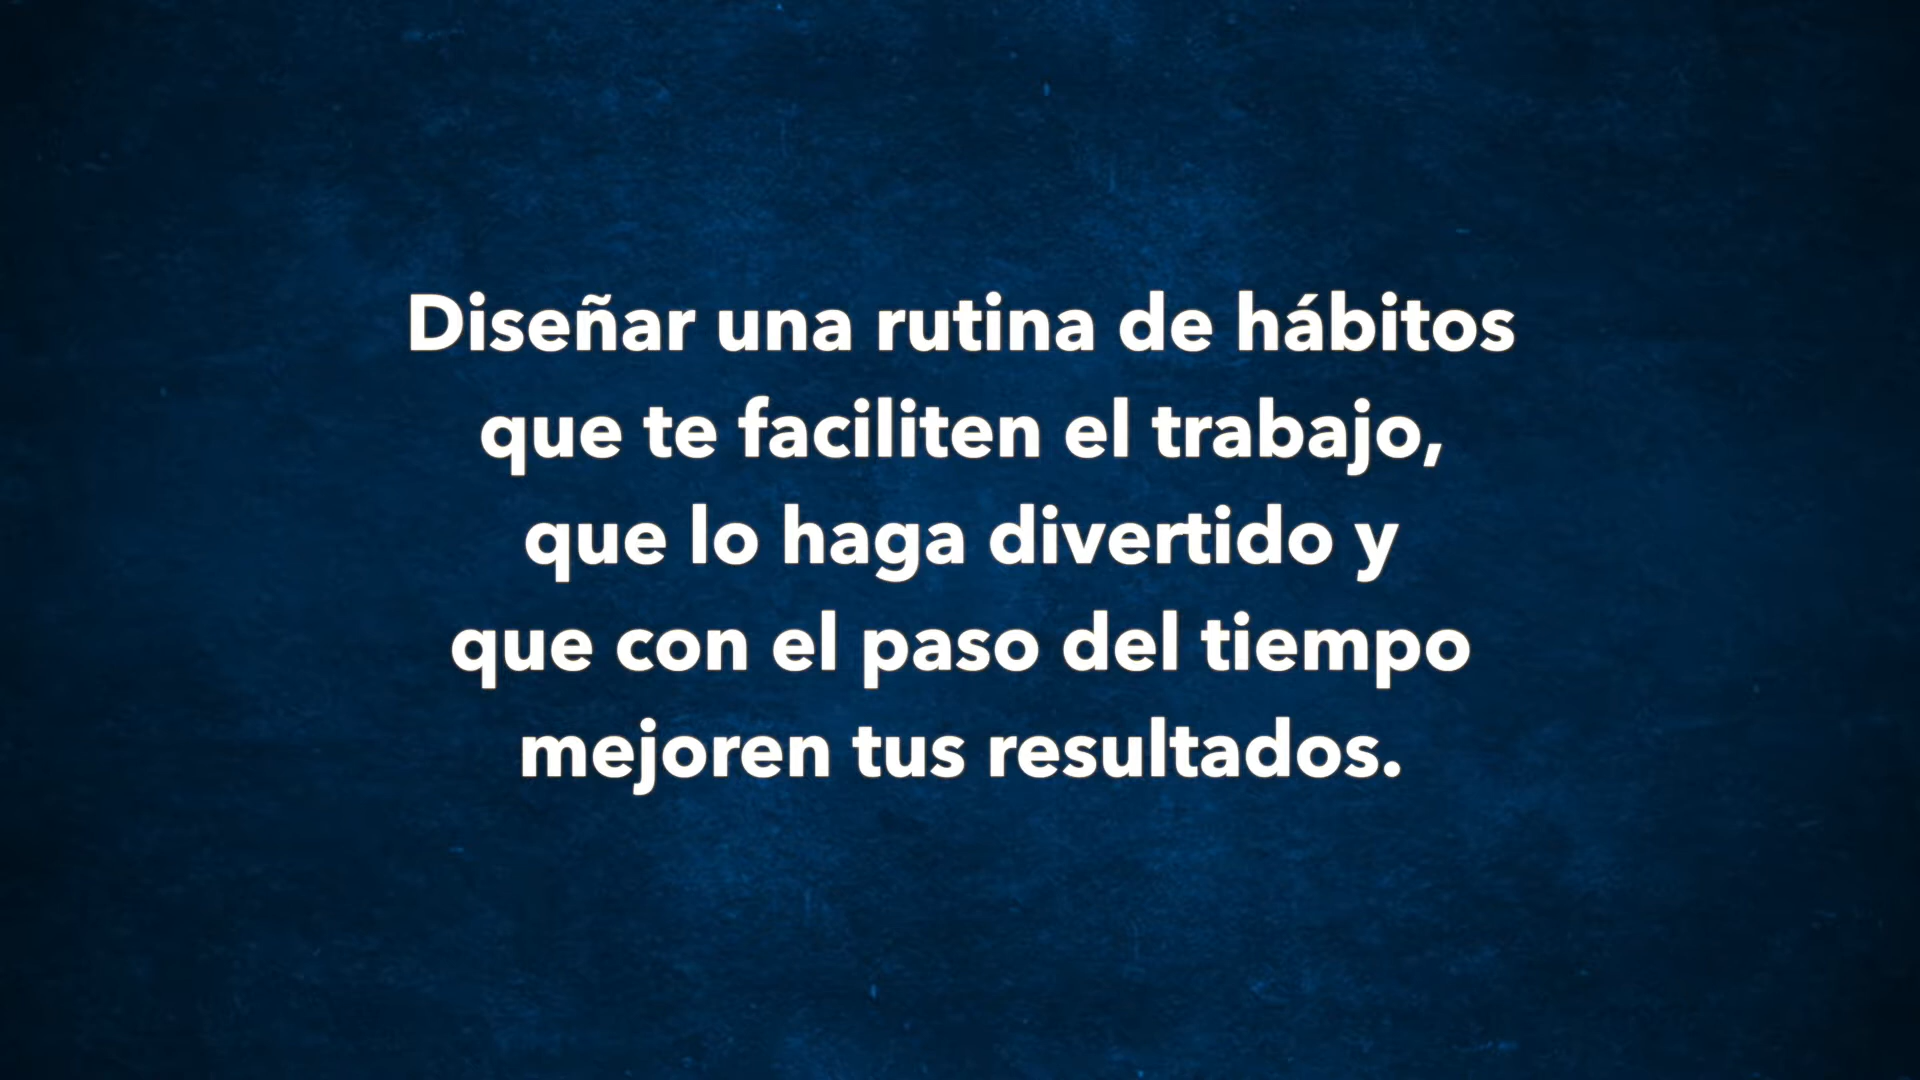 Diseñar una rutina de hábitos
que te faciliten el trabajo,
que lo haga divertido y
que con el paso del tiempo
mejoren tus resultados.